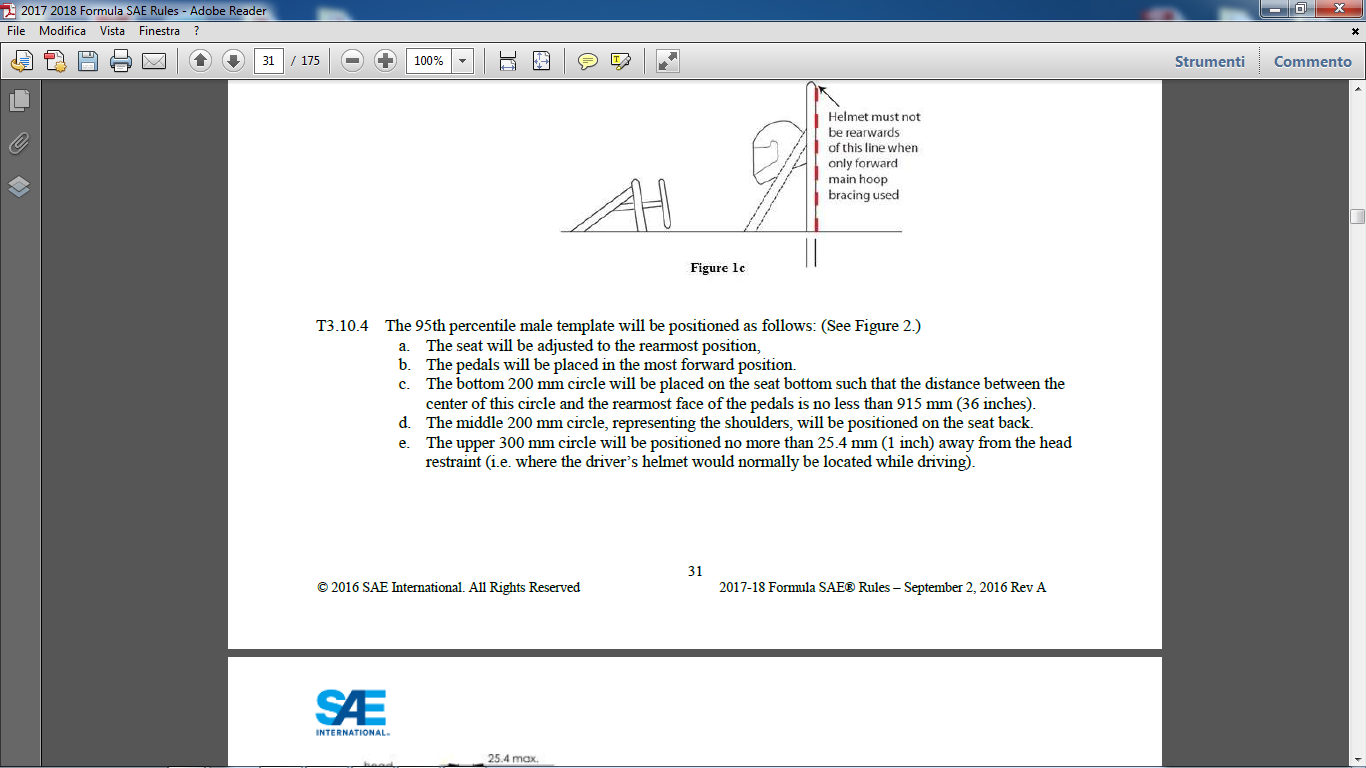 2017 2018 Formula SAE Rules - Adobe Reader
File Modifica Vista Finestra ?
31 / 175 100% Strumenti Commento
Helmet must not
be rearwards
of this line when
only forward
main hoop
bracing used
Figure 1c
T3.10.4 The 95th percentile male template will be positioned as follows: (See Figure 2.)
a. The seat will be adjusted to the rearmost position,
b. The pedals will be placed in the most forward position.
c. The bottom 200 mm circle will be placed on the seat bottom such that the distance between the
center of this circle and the rearmost face of the pedals is no less than 915 mm (36 inches).
d. The middle 200 mm circle, representing the shoulders, will be positioned on the seat back.
e. The upper 300 mm circle will be positioned no more than 25.4 mm (1 inch) away from the head
restraint (i.e. where the driver’s helmet would normally be located while driving).
31
© 2016 SAE International. All Rights Reserved 2017-18 Formula SAE® Rules – September 2, 2016 Rev A
SAE
INTERNATIONAL
head 25.4 max.